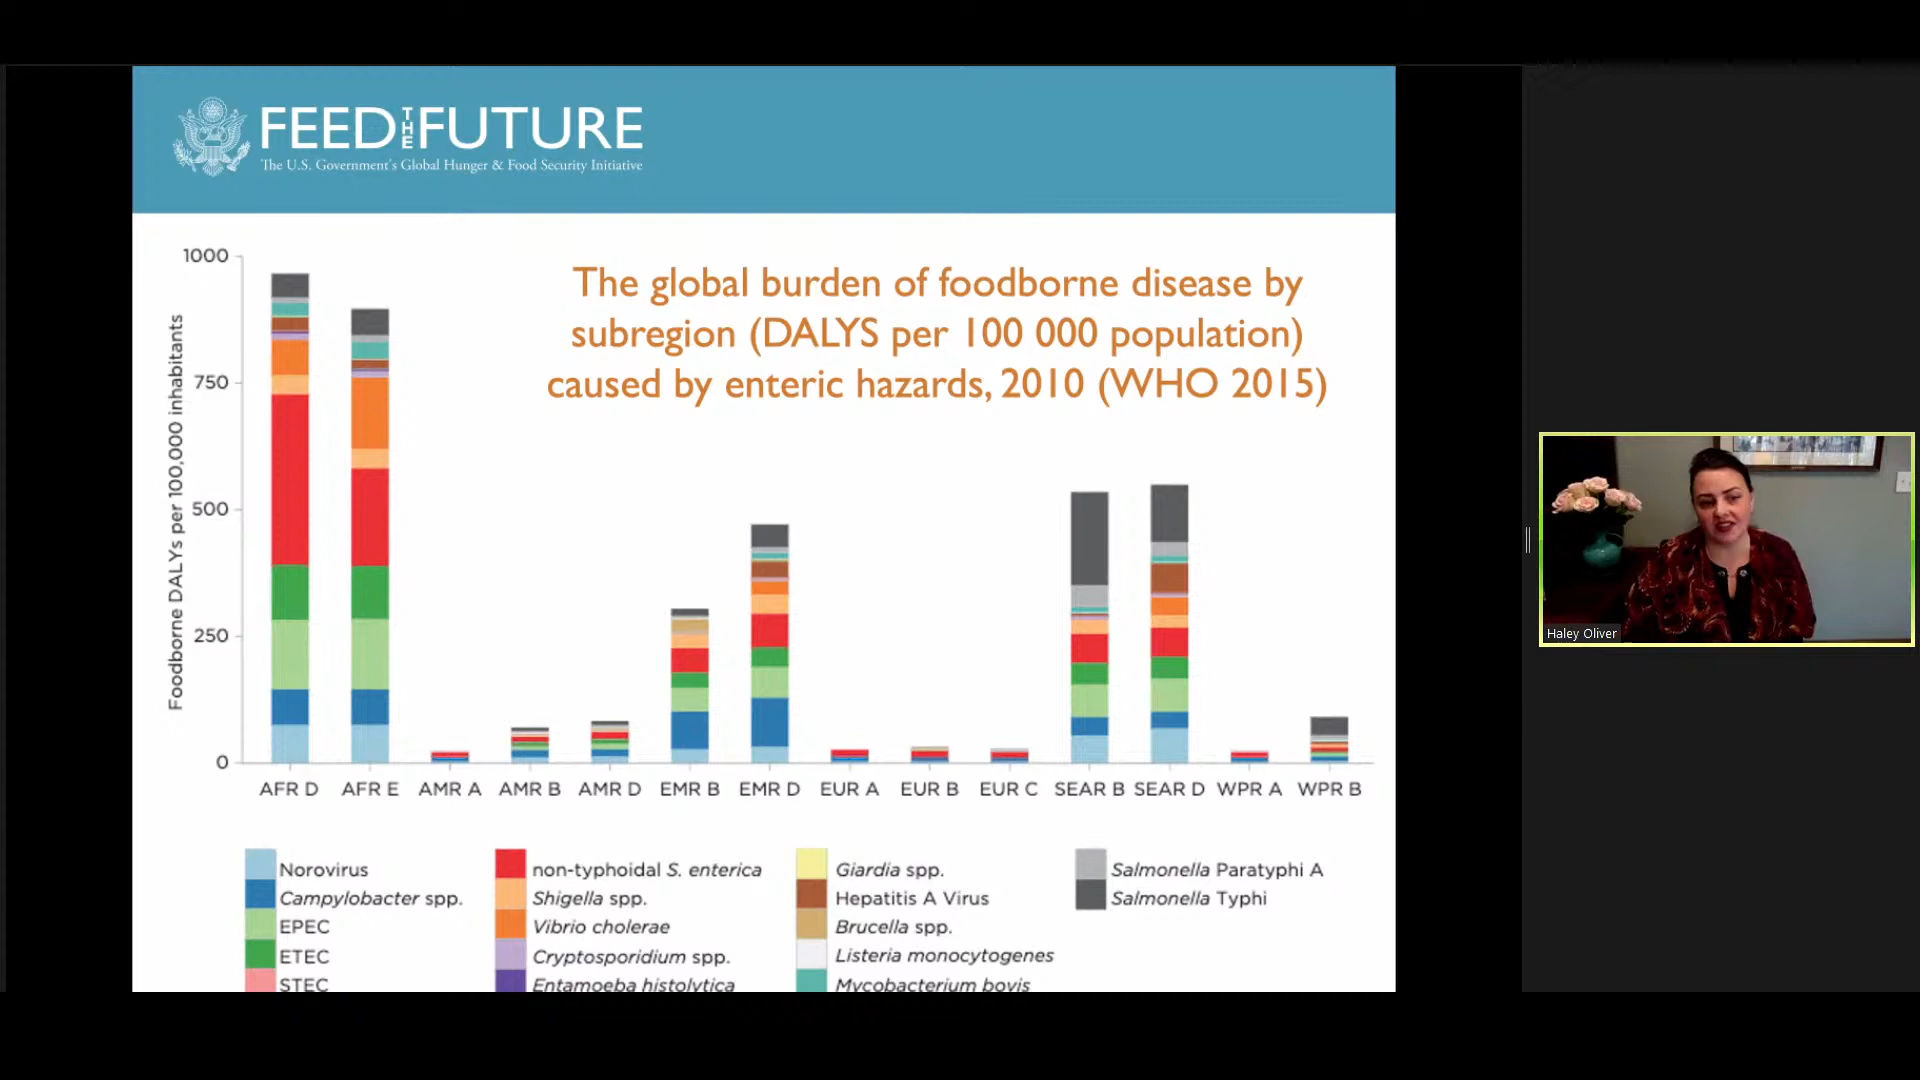 FEED THE FUTURE
The U.S. Government's Global Hunger & Food Security Initiative
The global burden of foodborne disease by
subregion (DALYS per 100 000 population)
caused by enteric hazards, 2010 (WHO 2015)
Foodborne DALYs per 100,000 inhabitants
1000
750
500
250
0
AFR D AFR E AMR A AMR B AMR D EMR B EMR D EUR A EUR B EUR C SEAR B SEAR D WPR A WPR B
Norovirus
Campylobacter spp.
EPEC
ETEC
STEC
non-typhoidal S. enterica
Shigella spp.
Vibrio cholerae
Cryptosporidium spp.
Entamoeba histolytica
Giardia spp.
Hepatitis A Virus
Brucella spp.
Listeria monocytogenes
Mycobacterium bovis
Salmonella Paratyphi A
Salmonella Typhi
Haley Oliver